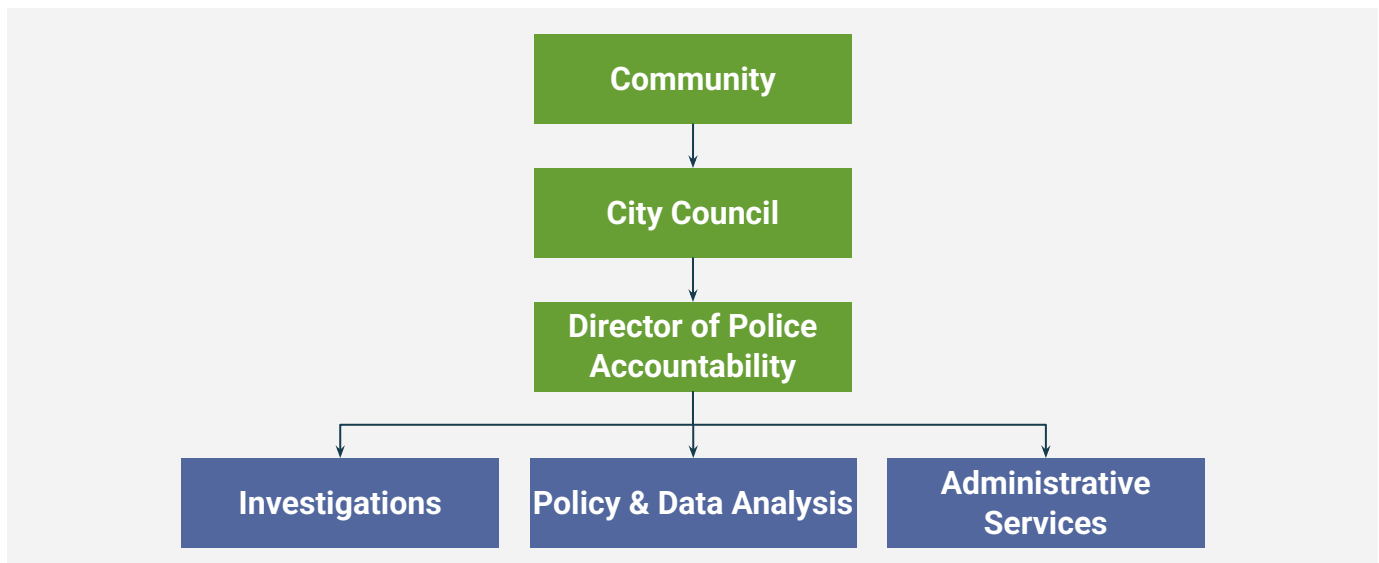 Community
City Council
Director of Police
Accountability
Investigations
Policy & Data Analysis
Administrative
Services